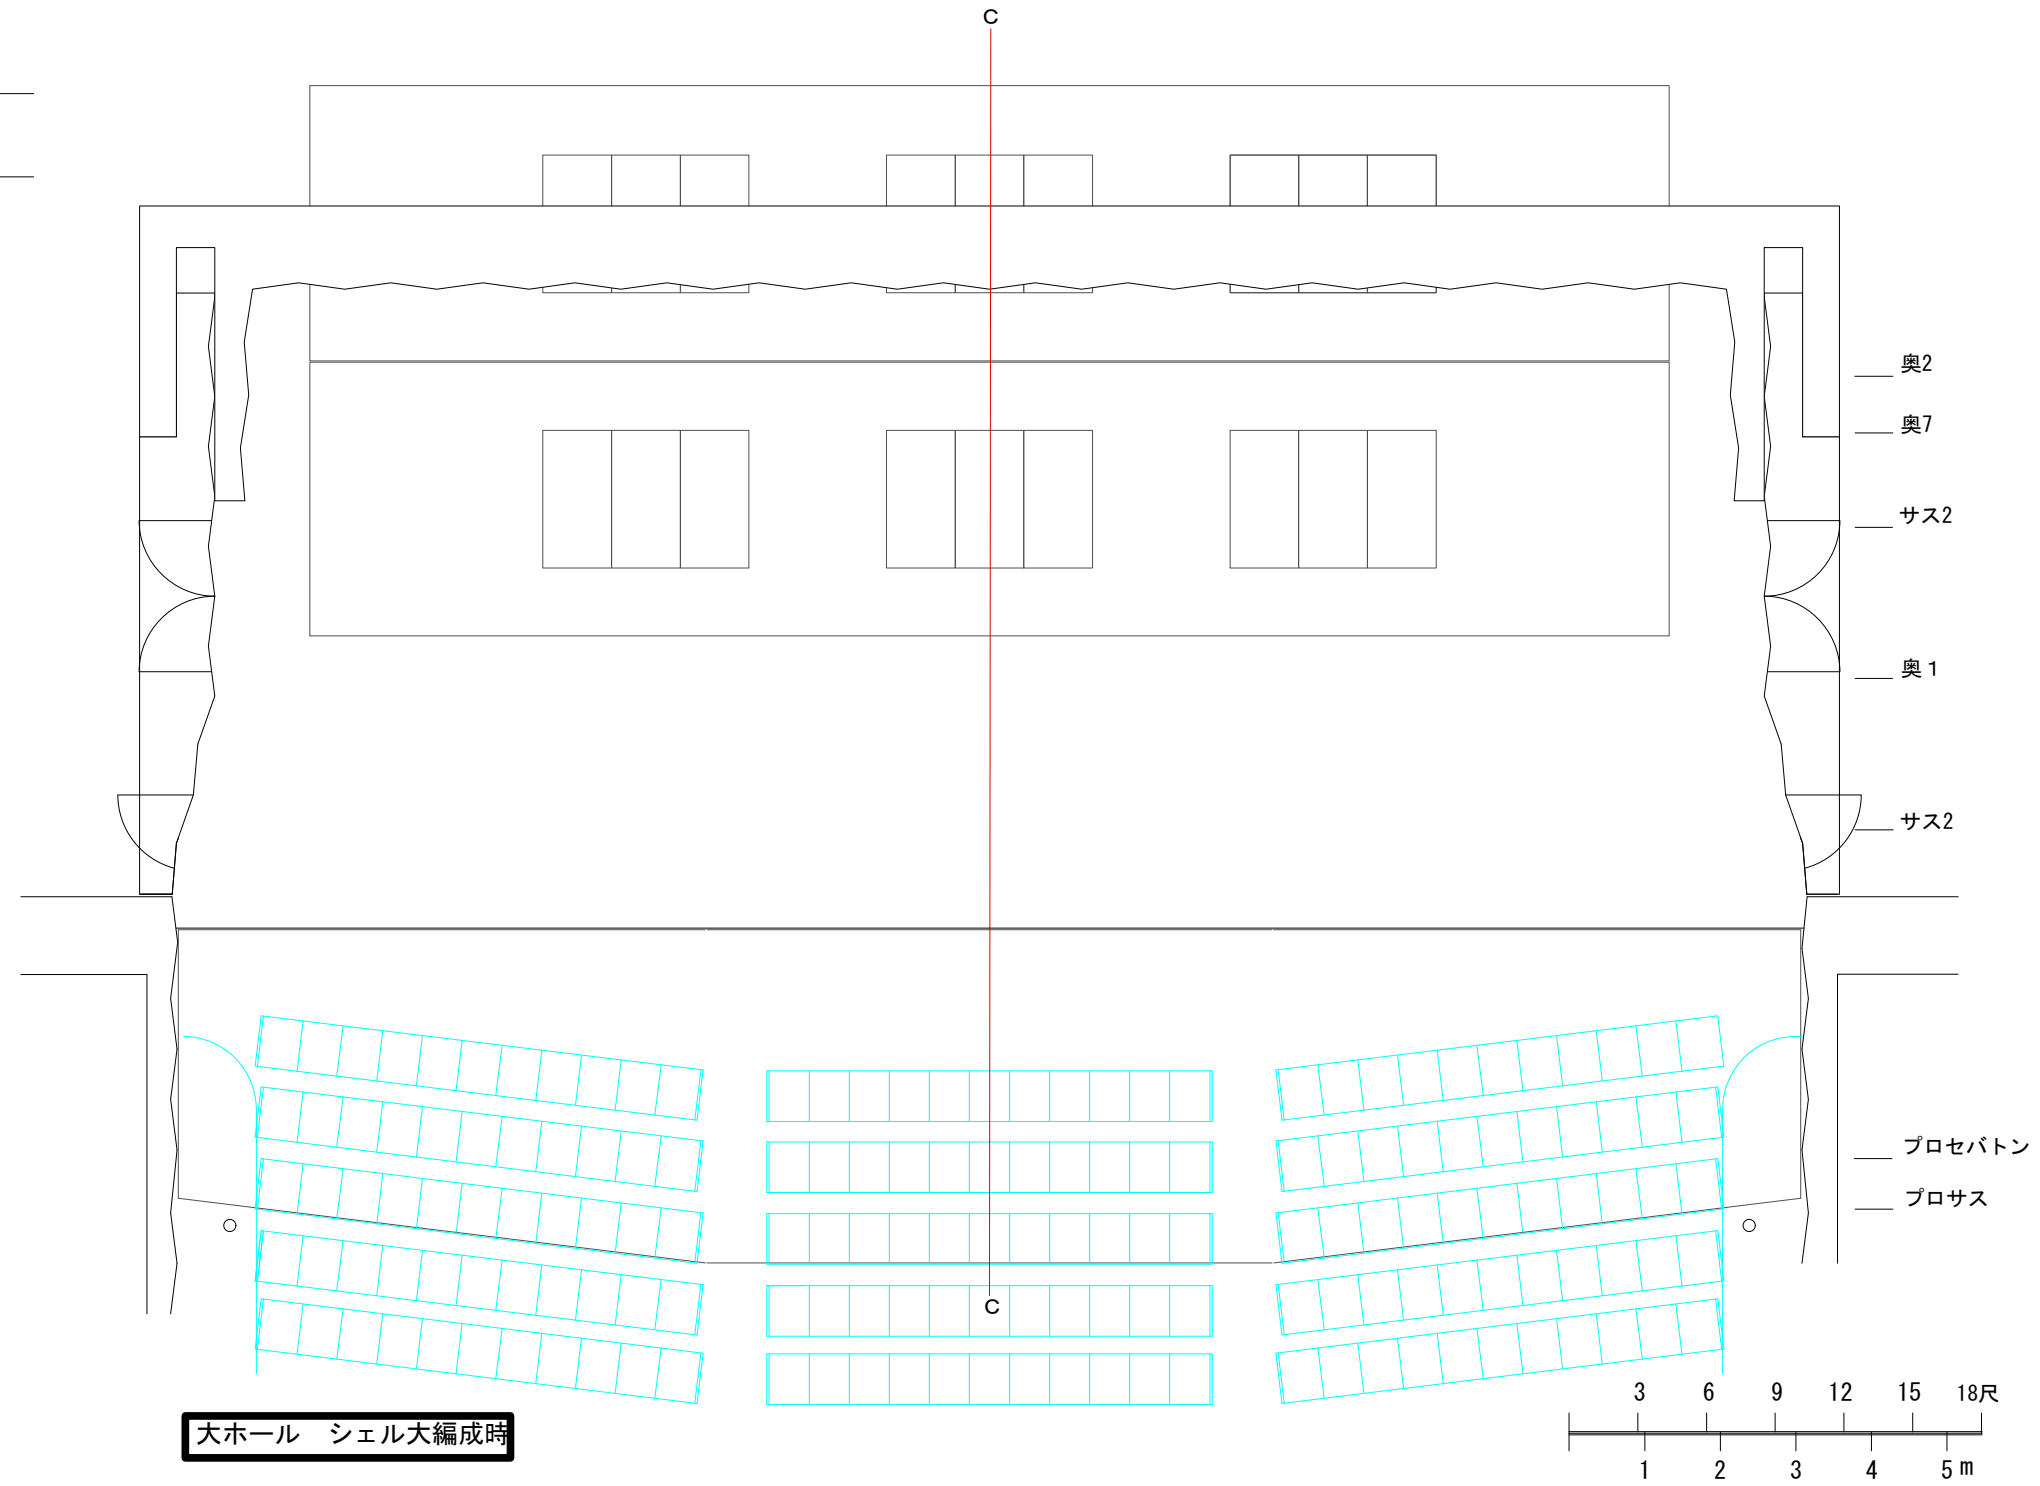 C
奥2
奥7
サス2
奥１
サス2
プロセバトン
プロサス
C
大ホール　シェル大編成時
3 6 9 12 15 18尺
1 2 3 4 5 m